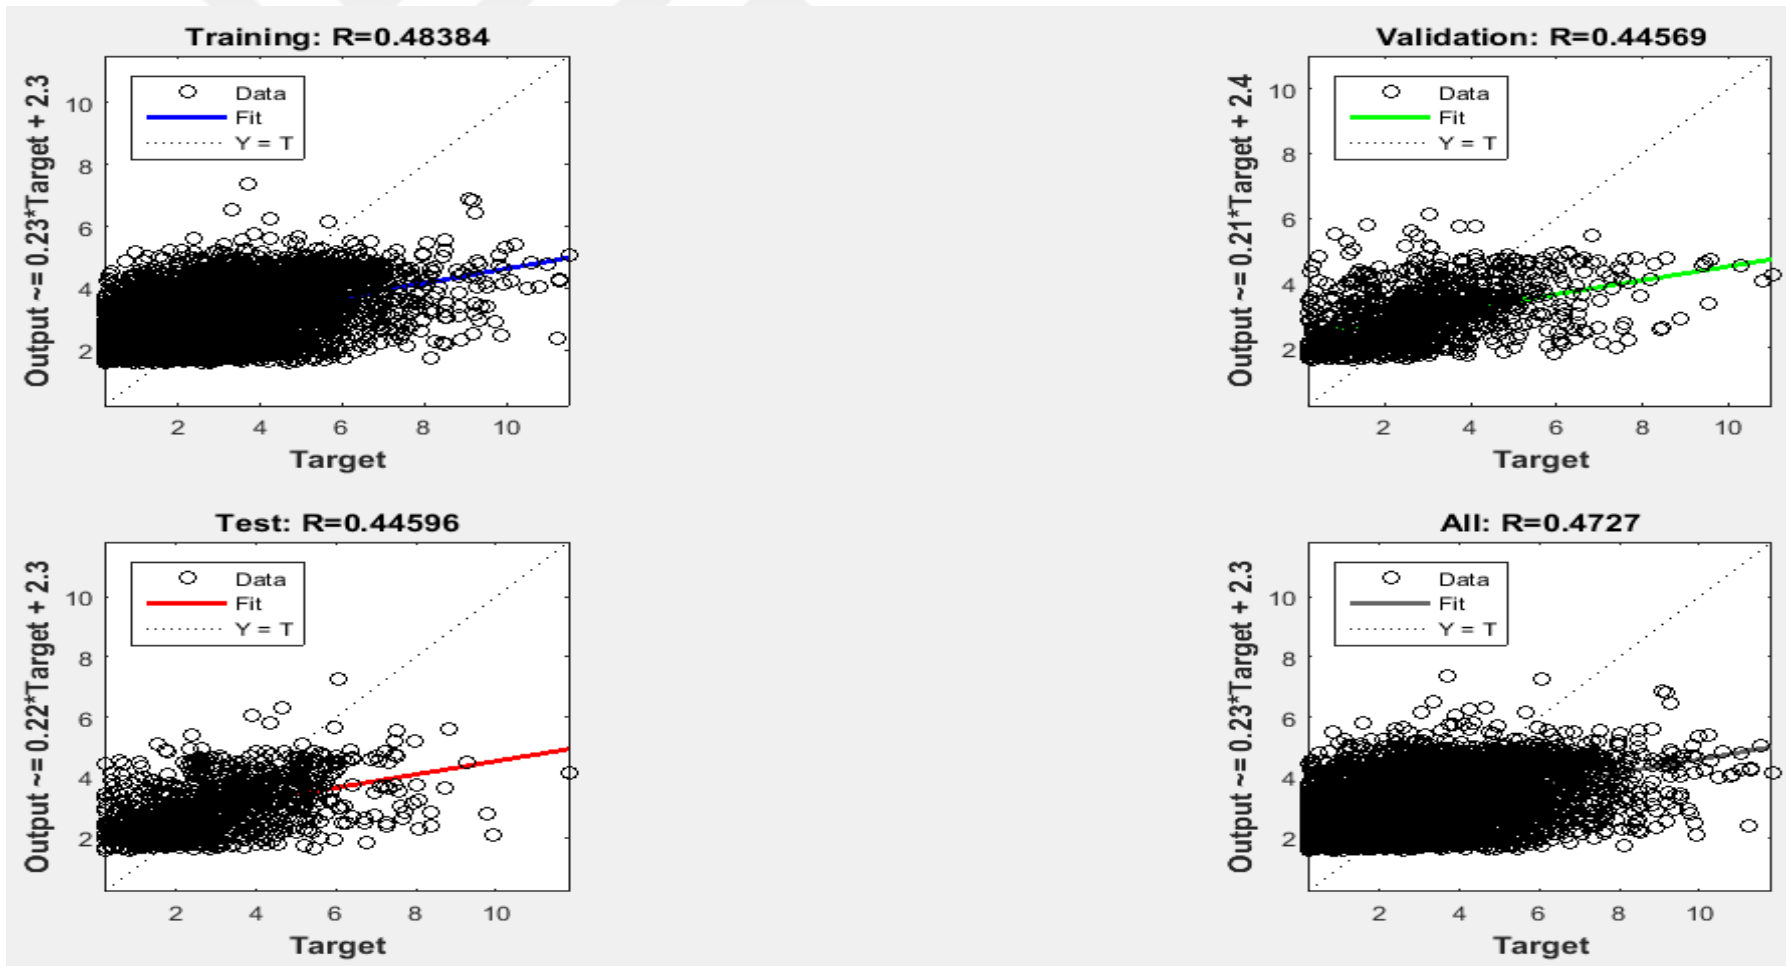 Training: R=0.48384
Output ~= 0.23*Target + 2.3
10
8
6
4
2
Data
Fit
Y = T
2 4 6 8 10
Target
Validation: R=0.44569
Output ~= 0.21*Target + 2.4
10
8
6
4
2
Data
Fit
Y = T
2 4 6 8 10
Target
Test: R=0.44596
Output ~= 0.22*Target + 2.3
10
8
6
4
2
Data
Fit
Y = T
2 4 6 8 10
Target
All: R=0.4727
Output ~= 0.23*Target + 2.3
10
8
6
4
2
Data
Fit
Y = T
2 4 6 8 10
Target